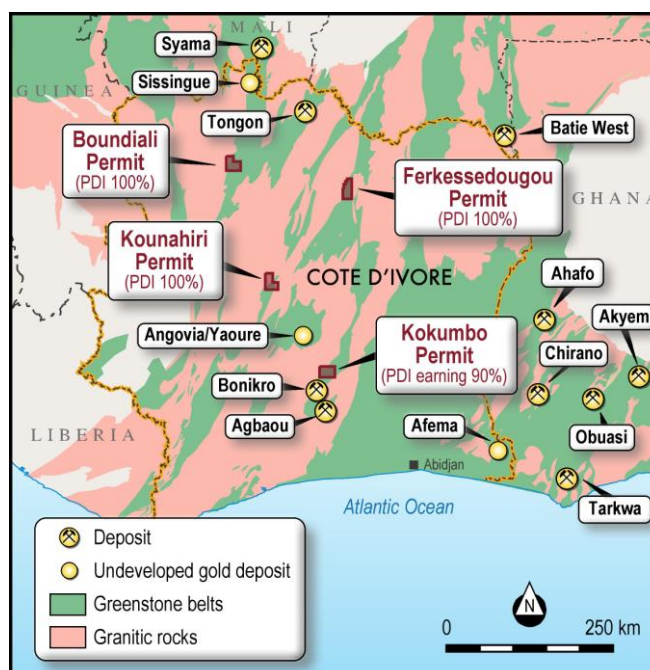 MALI
Syama
GUINEA
Sissingue
Tongon
Batie West
Boundiali
Permit
(PDI 100%)
Ferkessedougou
Permit
(PDI 100%)
GHANA
Kounahiri
Permit
(PDI 100%)
COTE D'IVORE
Ahafo
Akyem
Angovia/Yaoure
Kokumbo
Permit
(PDI earning 90%)
Chirano
Bonikro
Agbaou
Obuasi
LIBERIA
Afema
Abidjan
Tarkwa
Atlantic Ocean
Deposit
Undeveloped gold deposit
Greenstone belts
Granitic rocks
N
0 250 km